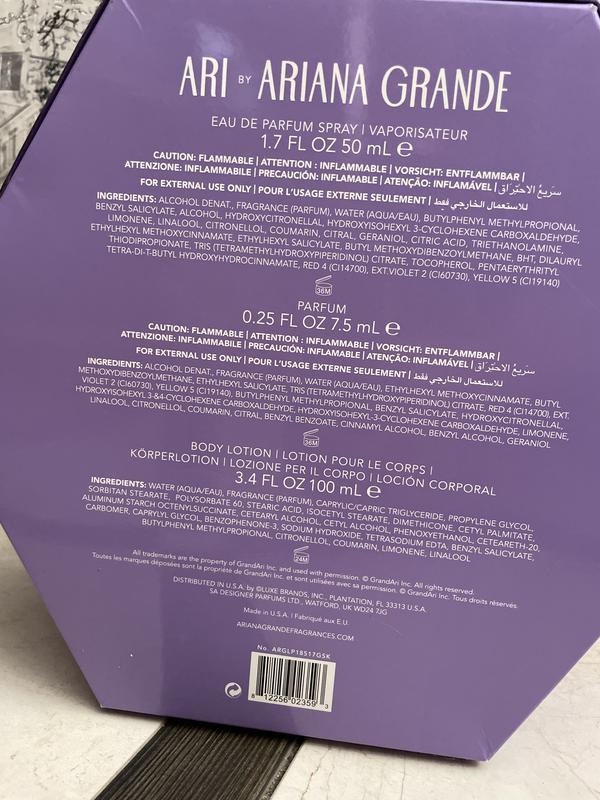 ARI BY ARIANA GRANDE
EAU DE PARFUM SPRAY | VAPORISATEUR
1.7 FL OZ 50 mL ℮
CAUTION: FLAMMABLE | ATTENTION : INFLAMMABLE | VORSICHT: ENTFLAMMBAR |
ATTENZIONE: INFLAMMABILE | PRECAUCIÓN: INFLAMABLE | ATENÇÃO: INFLAMÁVEL | سَريعُ الاحتِرَاق
FOR EXTERNAL USE ONLY | POUR L'USAGE EXTERNE SEULEMENT | للاستعمال الخارجي فقط
INGREDIENTS: ALCOHOL DENAT., FRAGRANCE (PARFUM), WATER (AQUA/EAU), BUTYLPHENYL METHYLPROPIONAL,
BENZYL SALICYLATE, ALCOHOL, HYDROXYCITRONELLAL, HYDROXYISOHEXYL 3-CYCLOHEXENE CARBOXALDEHYDE,
LIMONENE, LINALOOL, CITRONELLOL, COUMARIN, CITRAL, GERANIOL, CITRIC ACID, TRIETHANOLAMINE,
ETHYLHEXYL METHOXYCINNAMATE, ETHYLHEXYL SALICYLATE, BUTYL METHOXYDIBENZOYLMETHANE, BHT, DILAURYL
THIODIPROPIONATE, TRIS (TETRAMETHYLHYDROXYPIPERIDINOL) CITRATE, TOCOPHEROL, PENTAERYTHRITYL
TETRA-DI-T-BUTYL HYDROXYHYDROCINNAMATE, RED 4 (CI14700), EXT.VIOLET 2 (CI60730), YELLOW 5 (CI19140)
36M
PARFUM
0.25 FL OZ 7.5 mL ℮
CAUTION: FLAMMABLE | ATTENTION : INFLAMMABLE | VORSICHT: ENTFLAMMBAR |
ATTENZIONE: INFLAMMABILE | PRECAUCIÓN: INFLAMABLE | ATENÇÃO: INFLAMÁVEL | سَريعُ الاحتِرَاق
FOR EXTERNAL USE ONLY | POUR L'USAGE EXTERNE SEULEMENT | للاستعمال الخارجي فقط
INGREDIENTS: ALCOHOL DENAT., FRAGRANCE (PARFUM), WATER (AQUA/EAU), ETHYLHEXYL METHOXYCINNAMATE, BUTYL
METHOXYDIBENZOYLMETHANE, ETHYLHEXYL SALICYLATE, TRIS (TETRAMETHYLHYDROXYPIPERIDINOL) CITRATE, RED 4 (CI14700), EXT.
VIOLET 2 (CI60730), YELLOW 5 (CI19140), BUTYLPHENYL METHYLPROPIONAL, BENZYL SALICYLATE, HYDROXYCITRONELLAL,
HYDROXYISOHEXYL 3-&4-CYCLOHEXENE CARBOXALDEHYDE, HYDROXYISOHEXYL-3-CYCLOHEXENE CARBOXALDEHYDE, LIMONENE,
LINALOOL, CITRONELLOL, COUMARIN, CITRAL, BENZYL BENZOATE, CINNAMYL ALCOHOL, BENZYL ALCOHOL, GERANIOL
36M
BODY LOTION | LOTION POUR LE CORPS |
KÖRPERLOTION | LOZIONE PER IL CORPO | LOCIÓN CORPORAL
3.4 FL OZ 100 mL ℮
INGREDIENTS: WATER (AQUA/EAU), FRAGRANCE (PARFUM), CAPRYLIC/CAPRIC TRIGLYCERIDE, PROPYLENE GLYCOL,
SORBITAN STEARATE, POLYSORBATE 60, STEARIC ACID, ISOCETYL STEARATE, DIMETHICONE, CETYL PALMITATE,
ALUMINUM STARCH OCTENYLSUCCINATE, CETEARYL ALCOHOL, CETYL ALCOHOL, PHENOXYETHANOL, CETEARETH-20,
CARBOMER, CAPRYLYL GLYCOL, BENZOPHENONE-3, SODIUM HYDROXIDE, TETRASODIUM EDTA, BENZYL SALICYLATE,
BUTYLPHENYL METHYLPROPIONAL, CITRONELLOL, COUMARIN, LIMONENE, LINALOOL
24M
All trademarks are the property of GrandAri Inc. and used with permission. © GrandAri Inc. All rights reserved.
Toutes les marques déposées sont la propriété de GrandAri Inc. et sont utilisées avec sa permission. © GrandAri Inc. Tous droits réservés.
DISTRIBUTED IN U.S.A. by ©LUXE BRANDS, INC., PLANTATION, FL 33313 U.S.A.
SA DESIGNER PARFUMS LTD., WATFORD, UK WD24 7JG
Made in U.S.A. | Fabriqué aux E.U.
ARIANAGRANDEFRAGRANCES.COM
No. ARGLP18517GSK
8 12256 02359 3